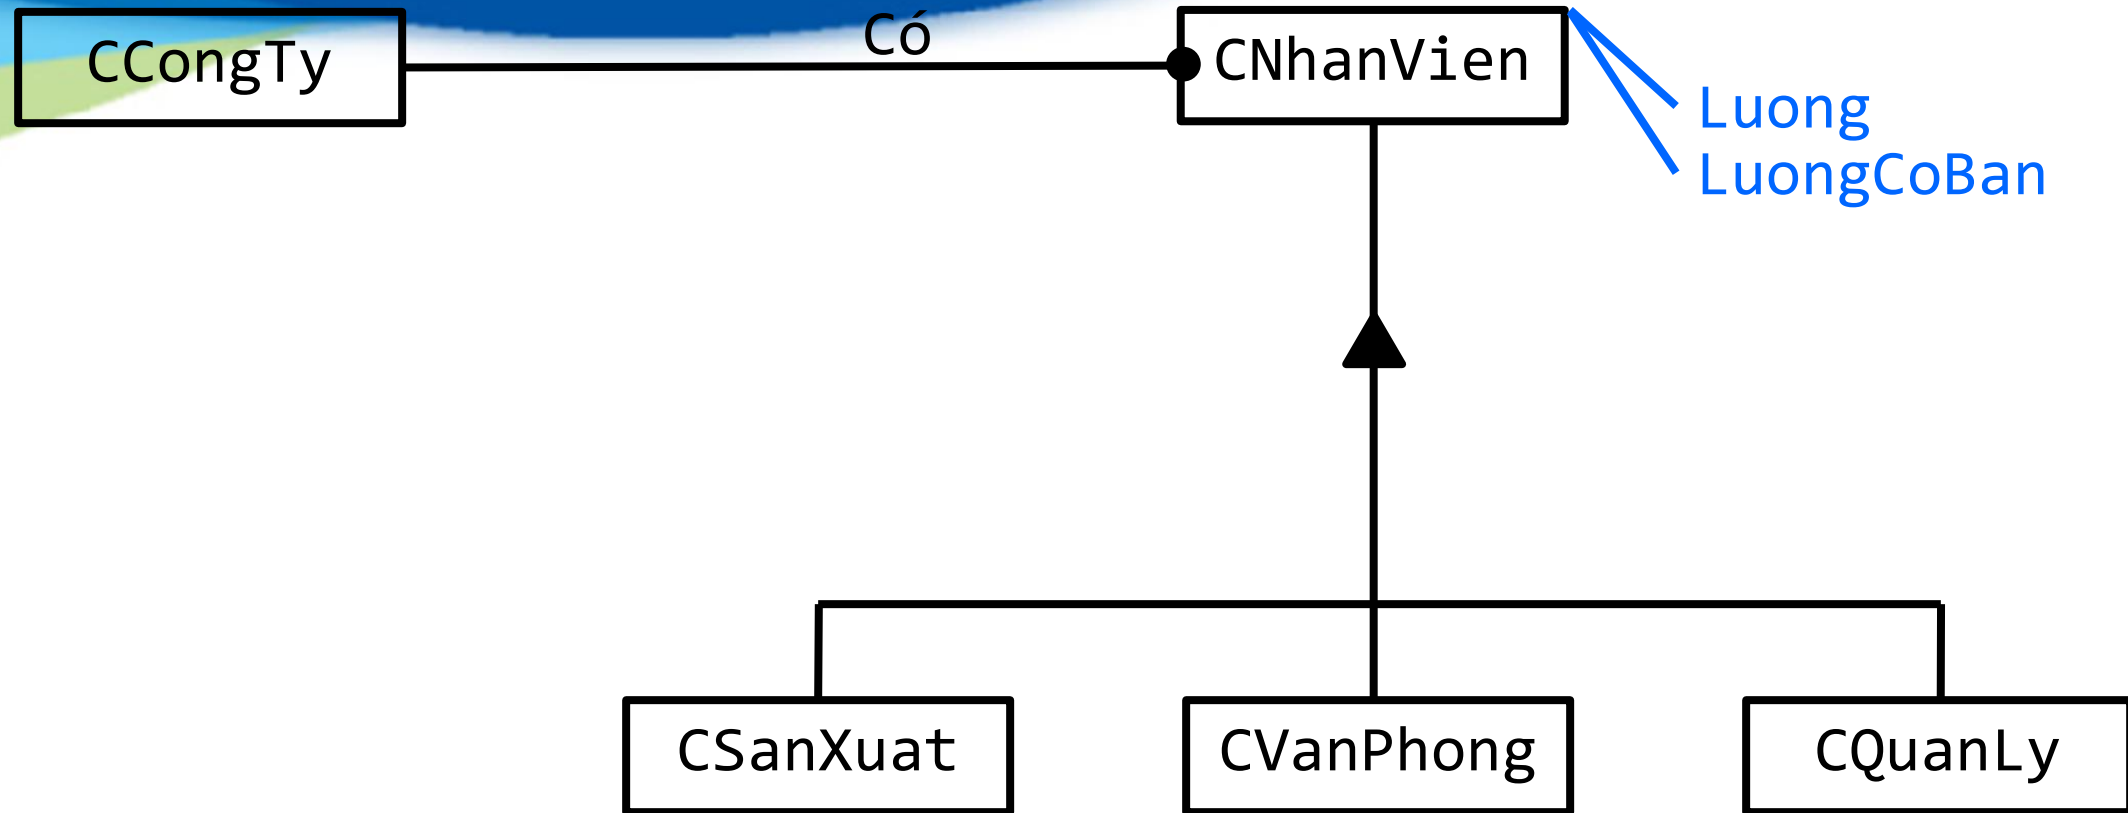 CCongTy
Có
CNhanVien
Luong
LuongCoBan
CSanXuat
CVanPhong
CQuanLy